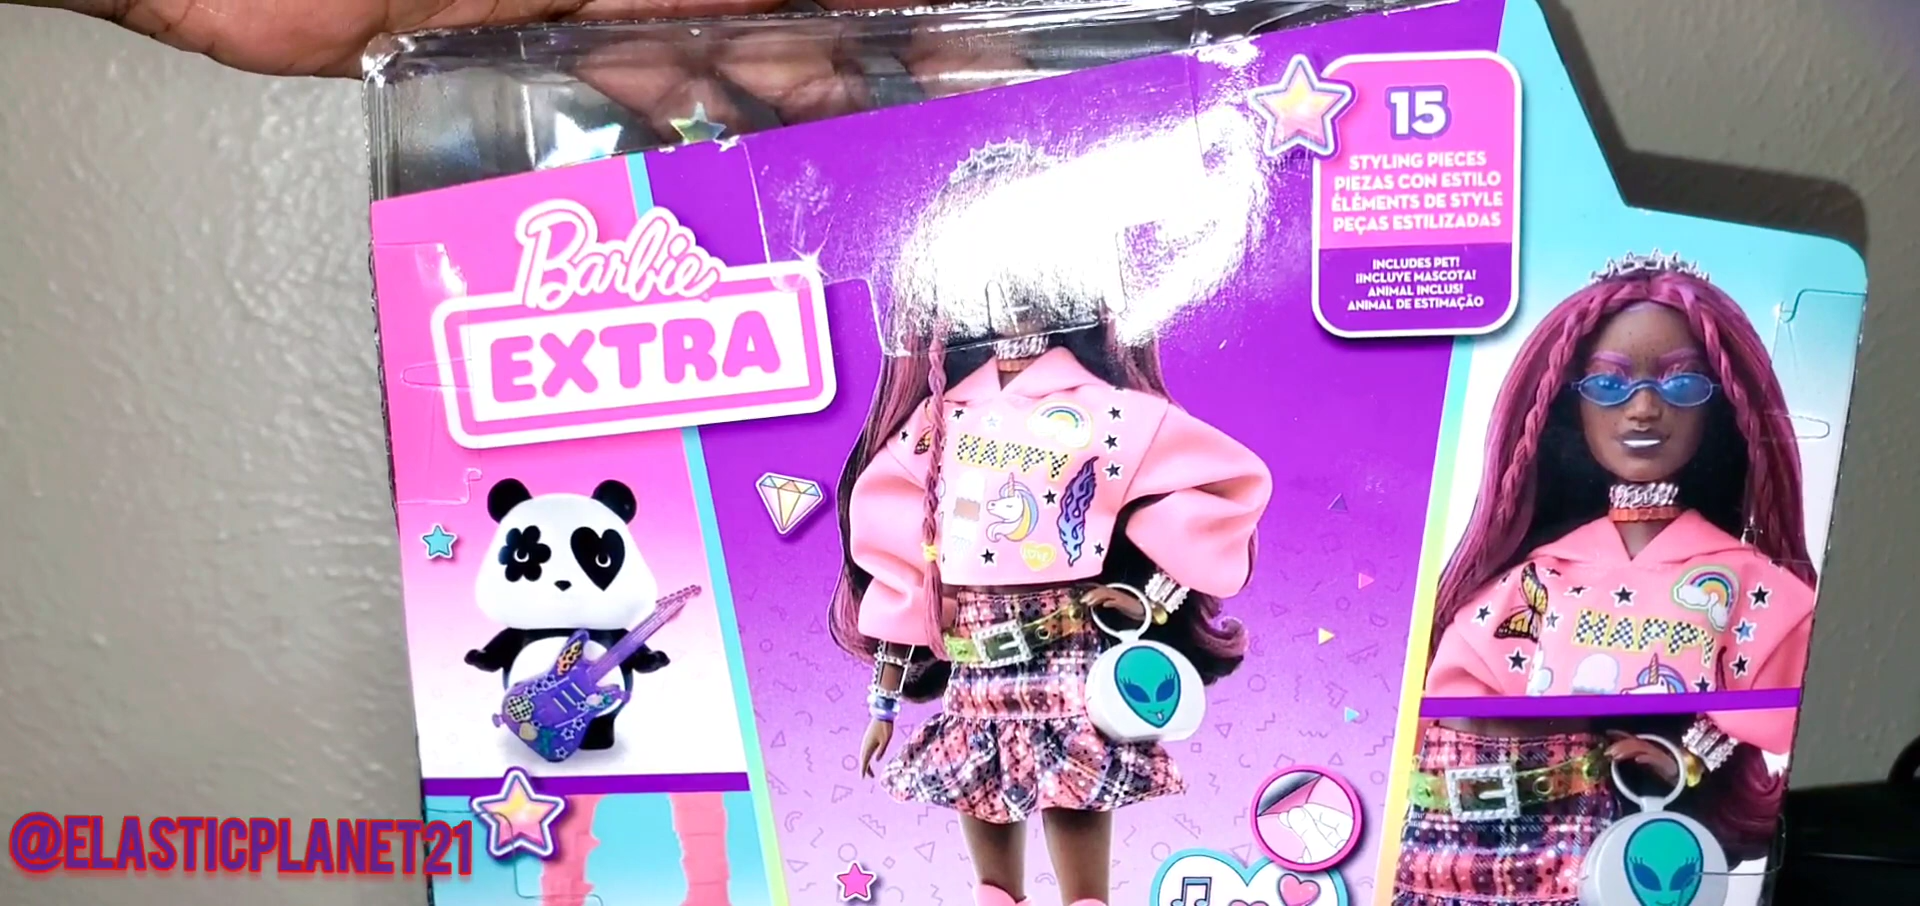 15
STYLING PIECES
PIEZAS CON ESTILO
ÉLÉMENTS DE STYLE
PEÇAS ESTILIZADAS
INCLUDES PET!
¡INCLUYE MASCOTA!
ANIMAL INCLUS!
ANIMAL DE ESTIMAÇÃO
Barbie
EXTRA
HAPPY
LOVE
HAPPY
@ELASTICPLANET21